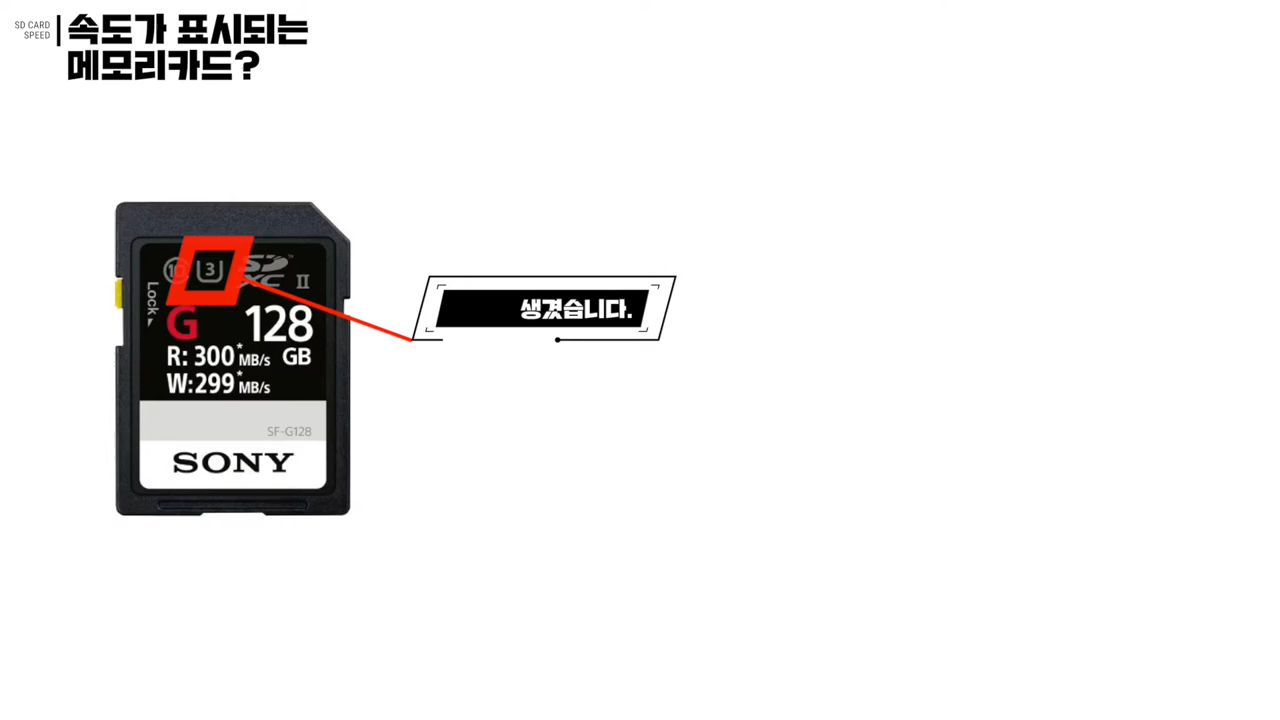 SD CARD
SPEED
속도가 표시되는
메모리카드?
10 3 SD XC II
Lock
G 128
R: 300* MB/s GB
W:299* MB/s
SF-G128
SONY
생겼습니다.